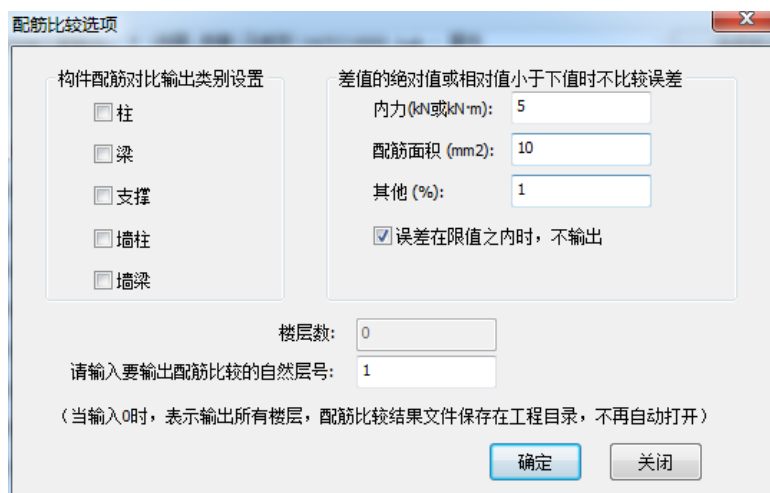 配筋比较选项
构件配筋对比输出类别设置
柱
梁
支撑
墙柱
墙梁
差值的绝对值或相对值小于下值时不比较误差
内力(kN或kN·m): 5
配筋面积 (mm2): 10
其他 (%): 1
误差在限值之内时，不输出
楼层数: 0
请输入要输出配筋比较的自然层号: 1
（当输入0时，表示输出所有楼层，配筋比较结果文件保存在工程目录，不再自动打开）
确定 关闭